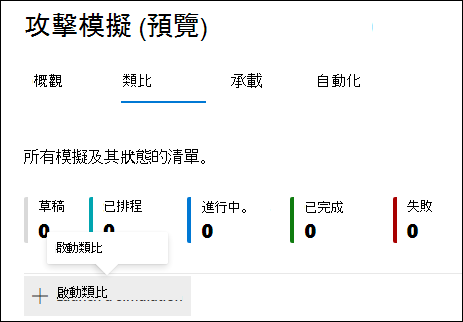 攻擊模擬 (預覽)
概觀 類比 承載 自動化
所有模擬及其狀態的清單。
草稿 已排程 進行中。 已完成 失敗
0 0 0 0 0
啟動類比
啟動類比